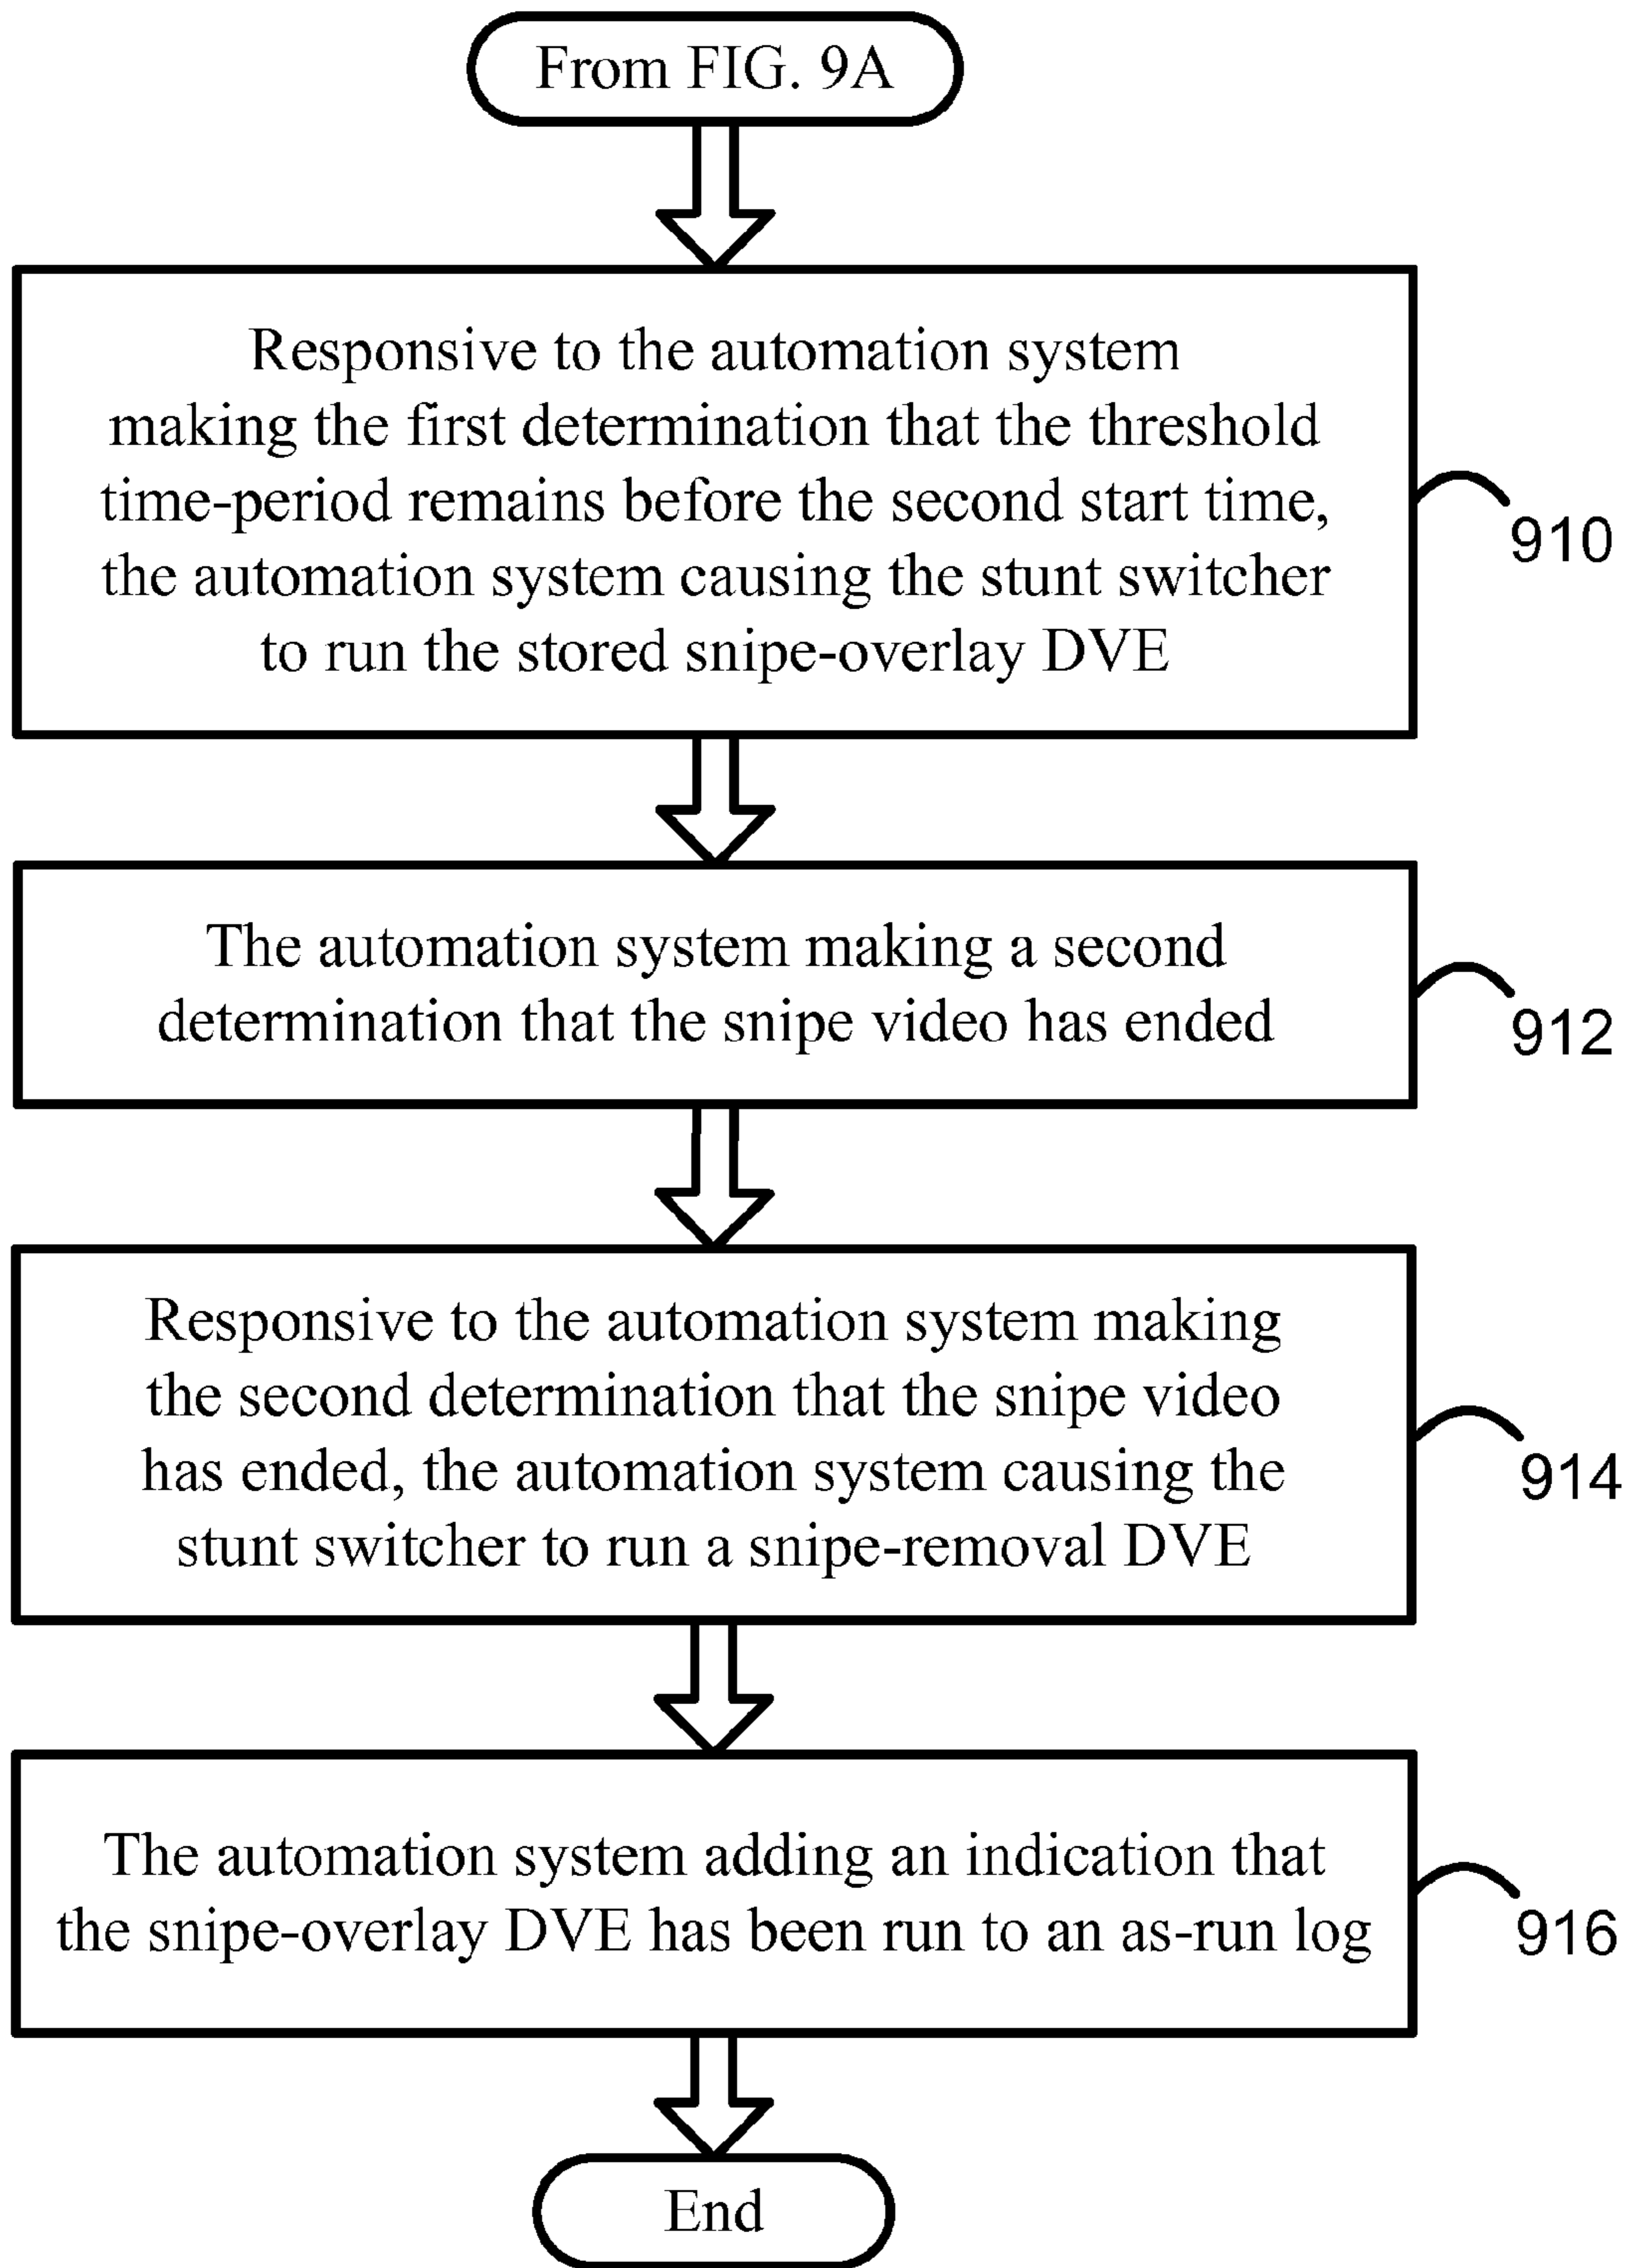 From FIG. 9A
Responsive to the automation system
making the first determination that the threshold
time-period remains before the second start time,
the automation system causing the stunt switcher
to run the stored snipe-overlay DVE
910
The automation system making a second
determination that the snipe video has ended
912
Responsive to the automation system making
the second determination that the snipe video
has ended, the automation system causing the
stunt switcher to run a snipe-removal DVE
914
The automation system adding an indication that
the snipe-overlay DVE has been run to an as-run log
916
End